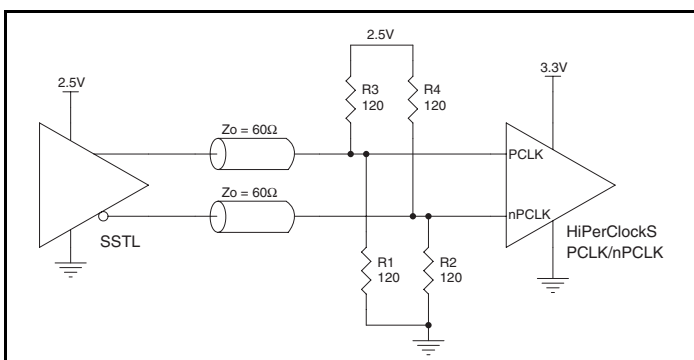 2.5V
2.5V
3.3V
R3
120
R4
120
Zo = 60Ω
PCLK
Zo = 60Ω
nPCLK
SSTL
HiPerClockS
PCLK/nPCLK
R1
120
R2
120